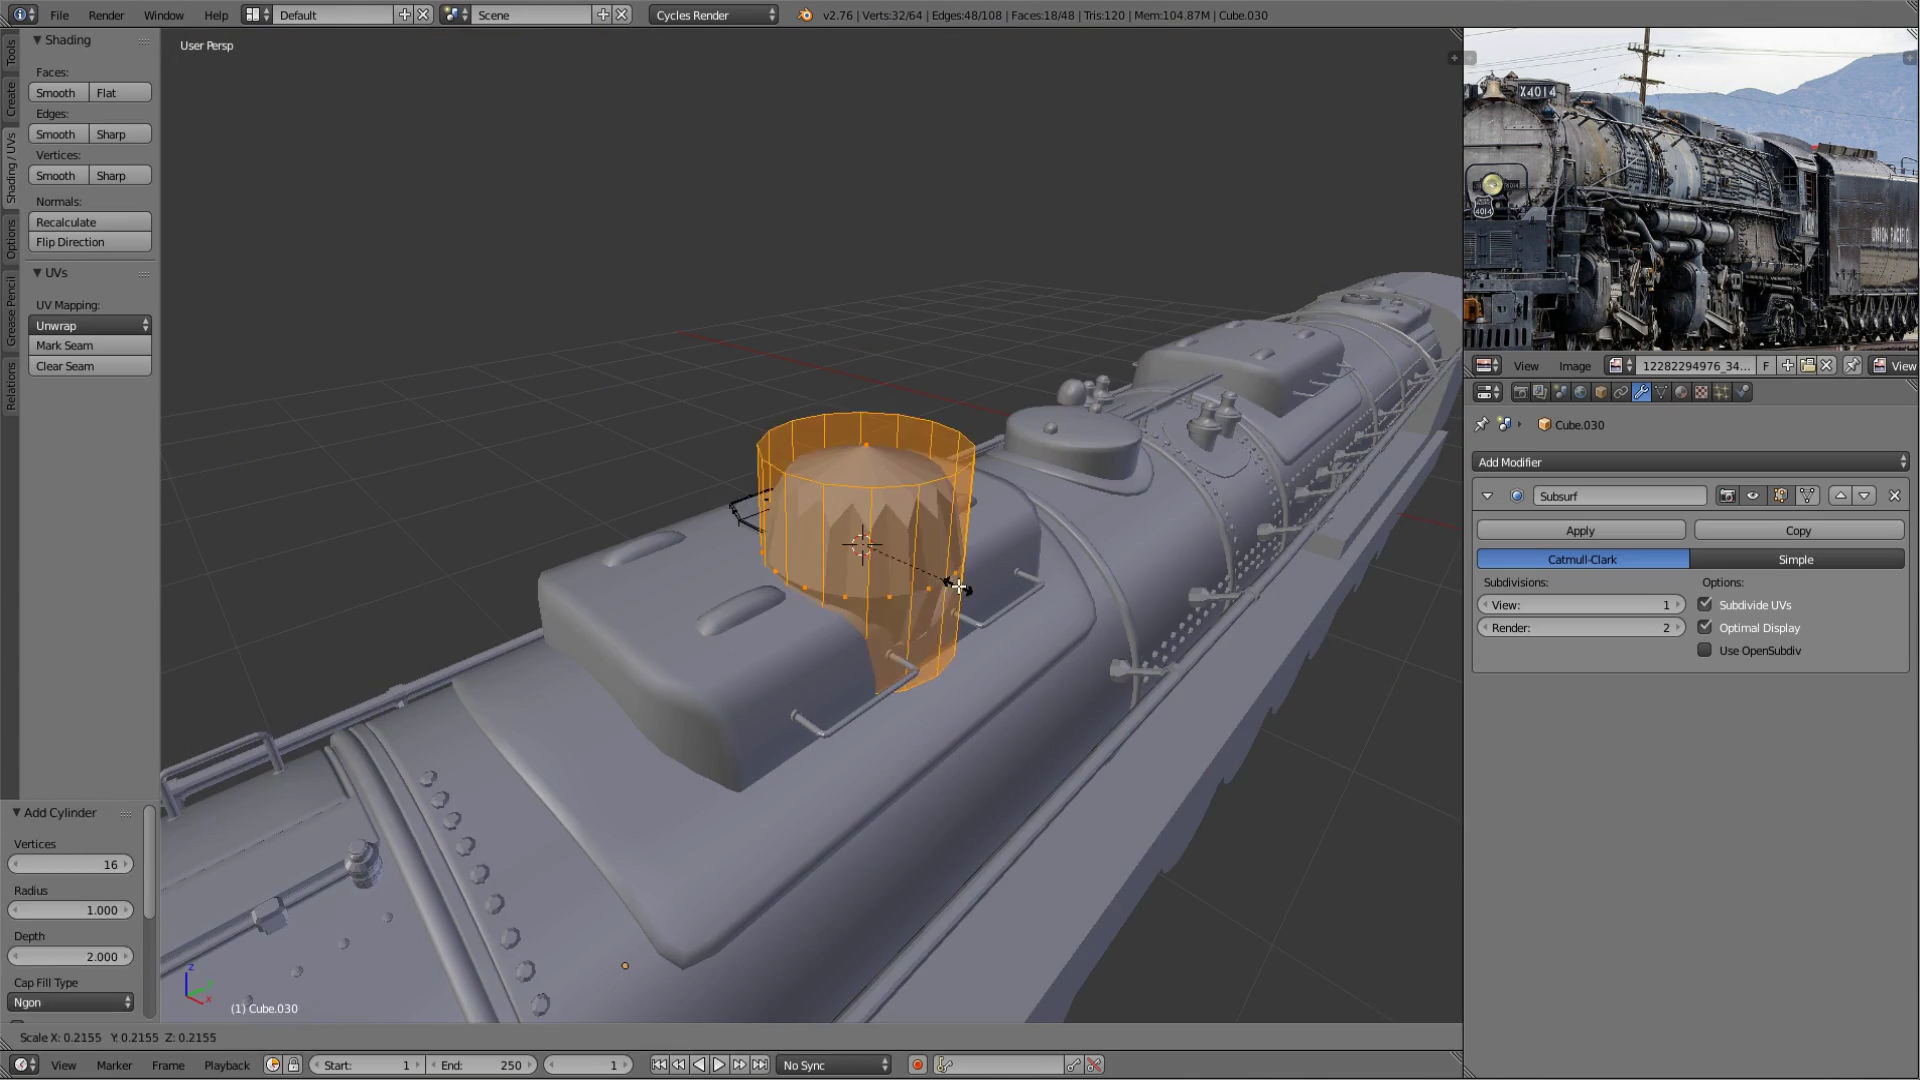 File Render Window Help Default Scene Cycles Render v2.76 | Verts:32/64 | Edges:48/108 | Faces:18/48 | Tris:120 | Mem:104.87M | Cube.030
Tools
Create
Shading / UVs
Options
Grease Pencil
Relations
Shading
Faces:
Smooth Flat
Edges:
Smooth Sharp
Vertices:
Smooth Sharp
Normals:
Recalculate
Flip Direction
UVs
UV Mapping:
Unwrap
Mark Seam
Clear Seam
Add Cylinder
Vertices
16
Radius
1.000
Depth
2.000
Cap Fill Type
Ngon
User Persp
z
x
(1) Cube.030
Scale X: 0.2155 Y: 0.2155 Z: 0.2155
View Marker Frame Playback Start: 1 End: 250 1 No Sync
X4014
4014
UNION PACIFIC
View Image 12282294976_34... F View
Cube.030
Add Modifier
Subsurf
Apply Copy
Catmull-Clark Simple
Subdivisions: Options:
View: 1 Subdivide UVs
Render: 2 Optimal Display
Use OpenSubdiv